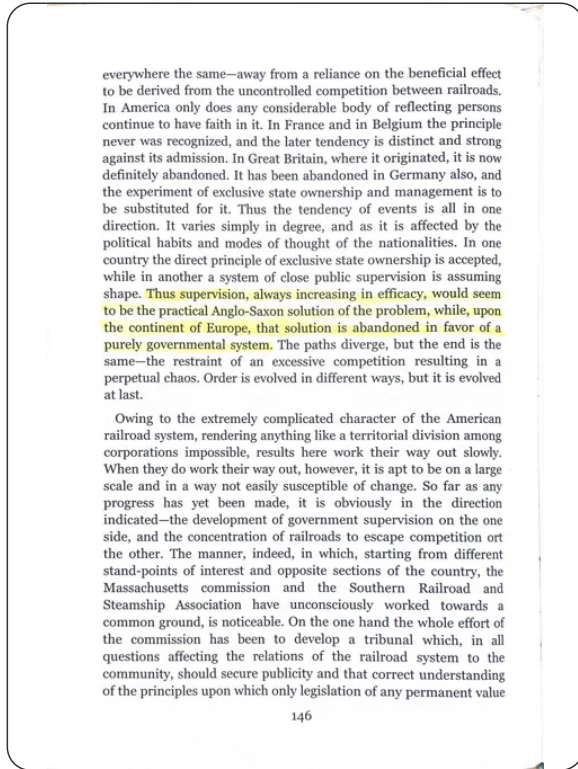 everywhere the same—away from a reliance on the beneficial effect
to be derived from the uncontrolled competition between railroads.
In America only does any considerable body of reflecting persons
continue to have faith in it. In France and in Belgium the principle
never was recognized, and the later tendency is distinct and strong
against its admission. In Great Britain, where it originated, it is now
definitely abandoned. It has been abandoned in Germany also, and
the experiment of exclusive state ownership and management is to
be substituted for it. Thus the tendency of events is all in one
direction. It varies simply in degree, and as it is affected by the
political habits and modes of thought of the nationalities. In one
country the direct principle of exclusive state ownership is accepted,
while in another a system of close public supervision is assuming
shape. Thus supervision, always increasing in efficacy, would seem
to be the practical Anglo-Saxon solution of the problem, while, upon
the continent of Europe, that solution is abandoned in favor of a
purely governmental system. The paths diverge, but the end is the
same—the restraint of an excessive competition resulting in a
perpetual chaos. Order is evolved in different ways, but it is evolved
at last.
Owing to the extremely complicated character of the American
railroad system, rendering anything like a territorial division among
corporations impossible, results here work their way out slowly.
When they do work their way out, however, it is apt to be on a large
scale and in a way not easily susceptible of change. So far as any
progress has yet been made, it is obviously in the direction
indicated—the development of government supervision on the one
side, and the concentration of railroads to escape competition ort
the other. The manner, indeed, in which, starting from different
stand-points of interest and opposite sections of the country, the
Massachusetts commission and the Southern Railroad and
Steamship Association have unconsciously worked towards a
common ground, is noticeable. On the one hand the whole effort of
the commission has been to develop a tribunal which, in all
questions affecting the relations of the railroad system to the
community, should secure publicity and that correct understanding
of the principles upon which only legislation of any permanent value
146